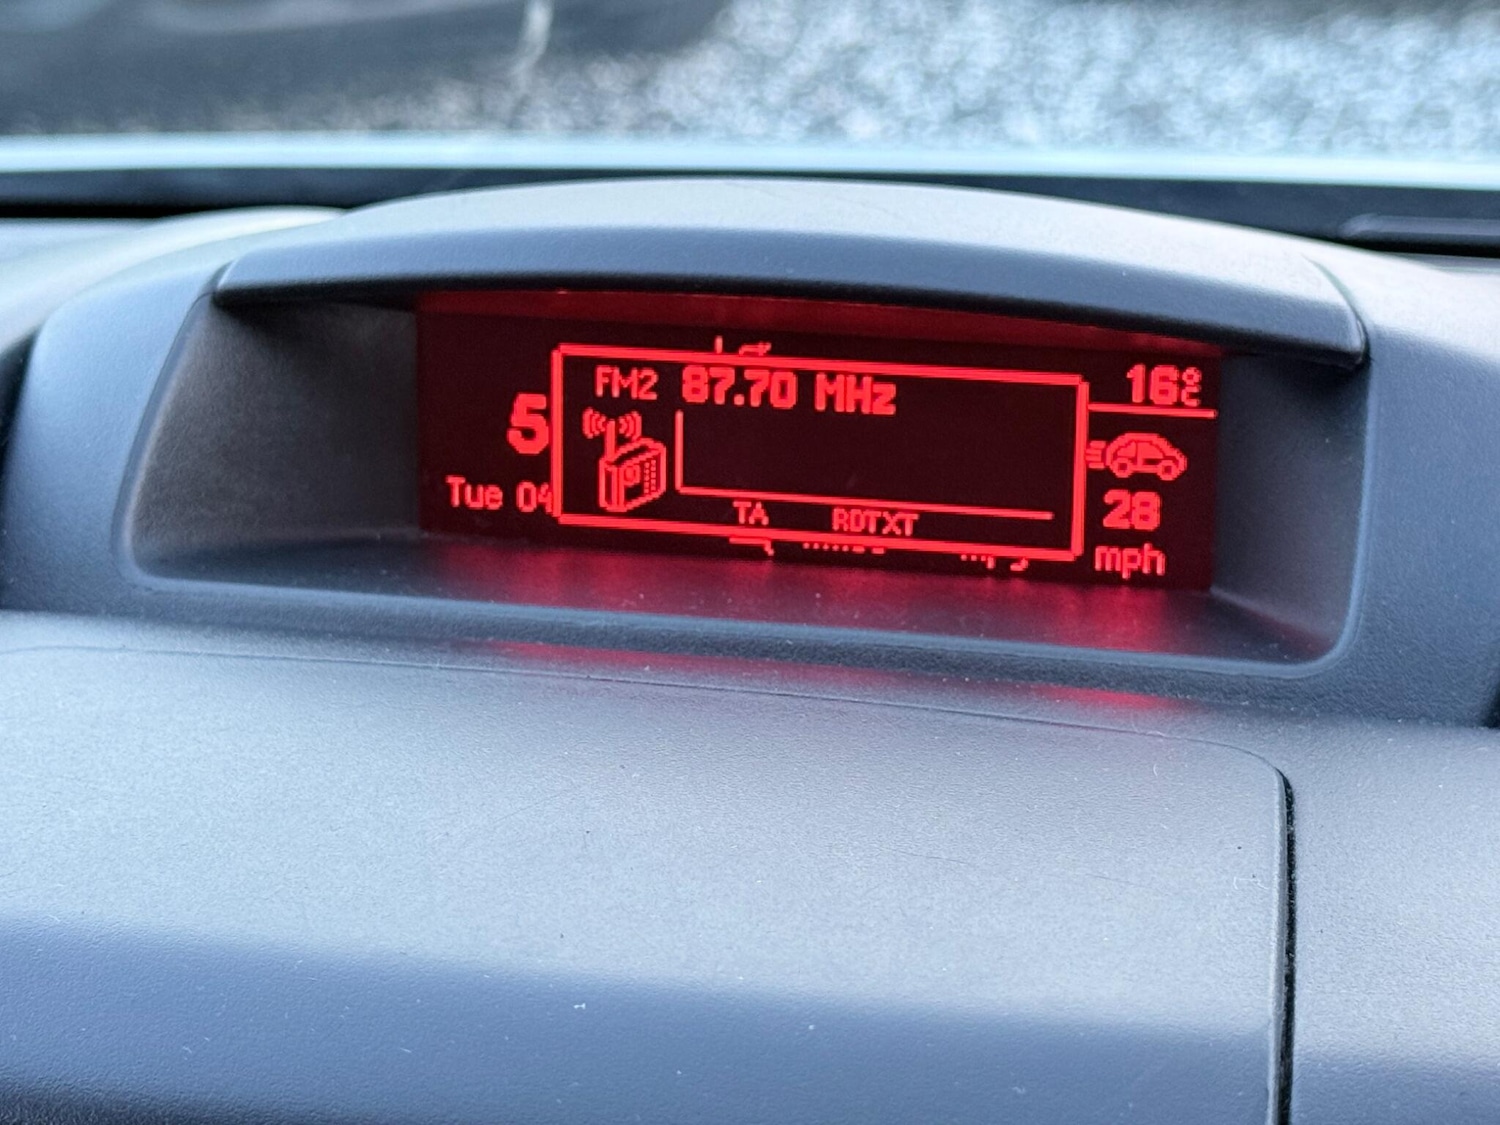 FM2 87.70 MHz
16°C
5
Tue 04
28
TA RDTXT
mph